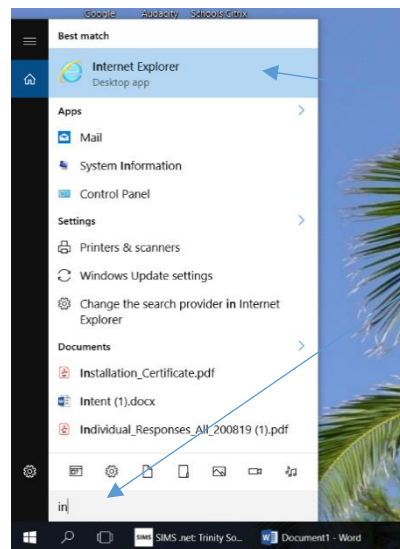 Google Audacity Schools Citrix
Best match
Internet Explorer
Desktop app
Apps
Mail
System Information
Control Panel
Settings
Printers & scanners
Windows Update settings
Change the search provider in Internet
Explorer
Documents
Installation_Certificate.pdf
Intent (1).docx
Individual_Responses_All_200819 (1).pdf
in
SIMS SIMS .net: Trinity So... Document1 - Word